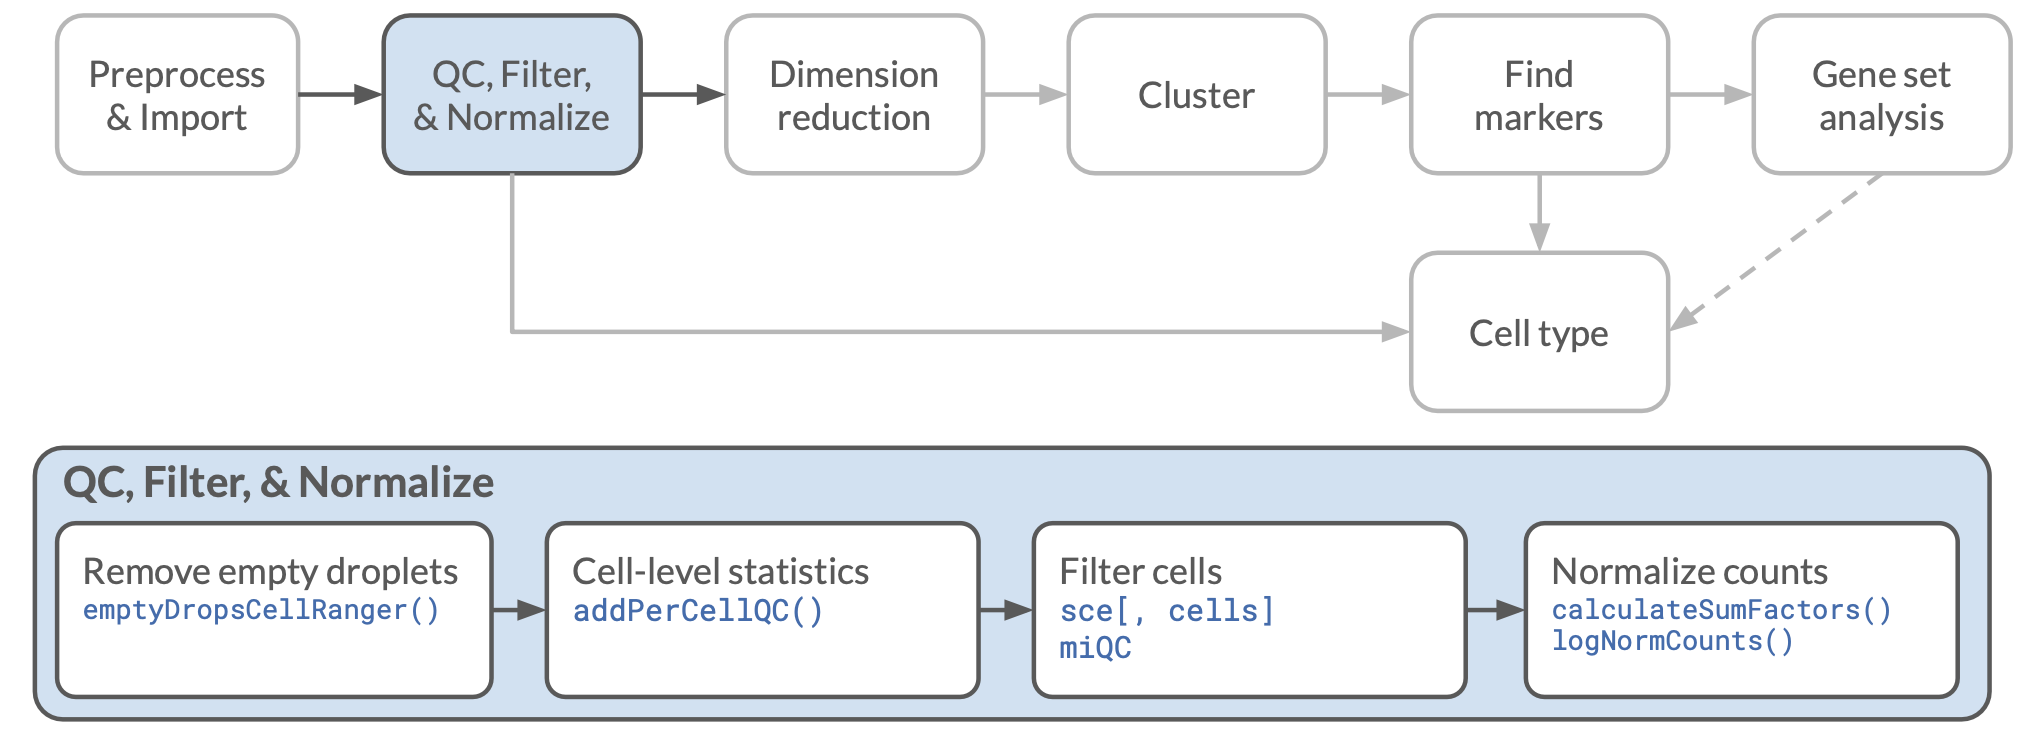 Preprocess
& Import
QC, Filter,
& Normalize
Dimension
reduction
Cluster
Find
markers
Gene set
analysis
Cell type
QC, Filter, & Normalize
Remove empty droplets
emptyDropsCellRanger()
Cell-level statistics
addPerCellQC()
Filter cells
sce[, cells]
miQC
Normalize counts
calculateSumFactors()
logNormCounts()